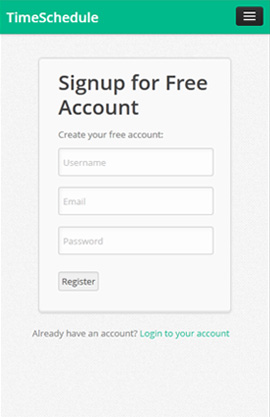 TimeSchedule
Signup for Free
Account
Create your free account:
Username
Email
Password
Register
Already have an account? Login to your account